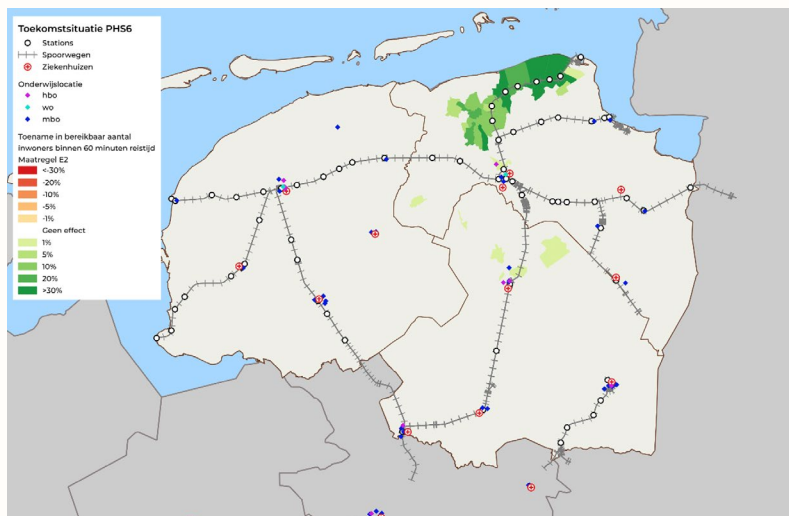 Toekomstsituatie PHS6
Stations
Spoorwegen
Ziekenhuizen
Onderwijslocatie
hbo
wo
mbo
Toename in bereikbaar aantal
inwoners binnen 60 minuten reistijd
Maatregel E2
<-30%
-20%
-10%
-5%
-1%
Geen effect
1%
5%
10%
20%
>30%